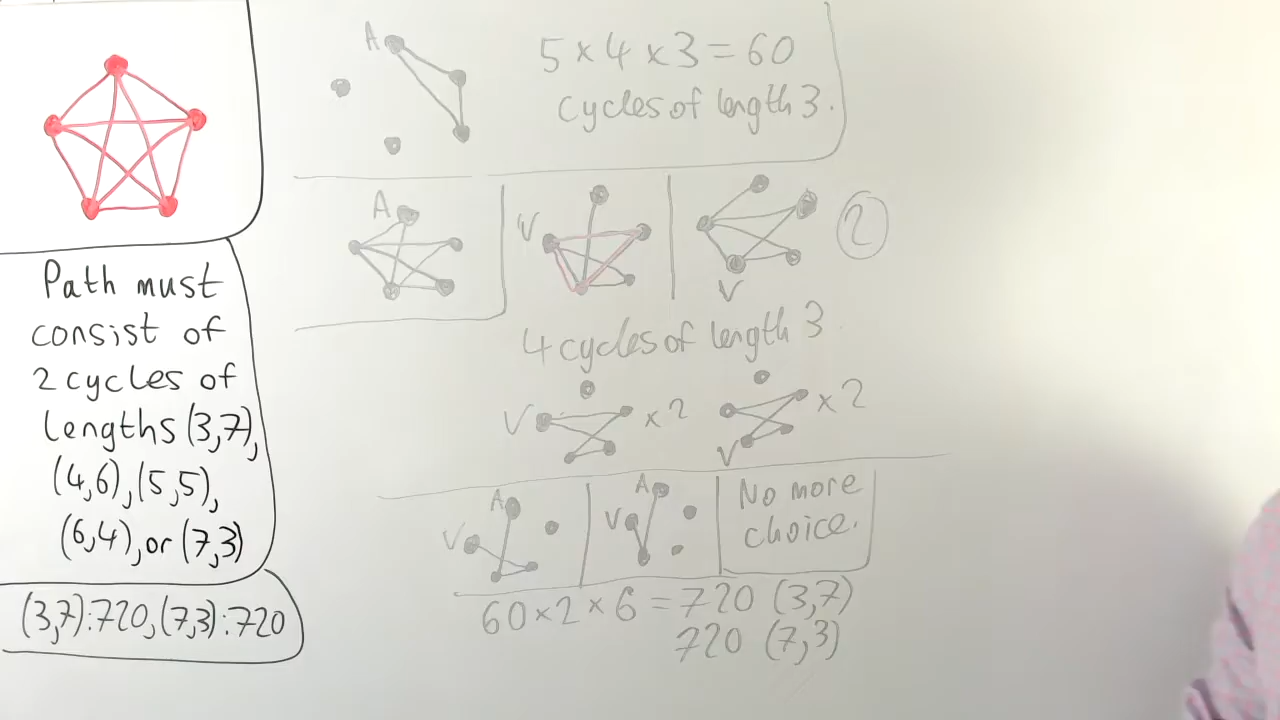 Path must
consist of
2 cycles of
lengths (3,7),
(4,6), (5,5),
(6,4), or (7,3)
(3,7):720, (7,3):720
A
5 × 4 × 3 = 60
cycles of length 3.
A
V
V
2
4 cycles of length 3
V
× 2
V
× 2
A
V
A
V
No more
choice.
60 × 2 × 6 = 720 (3,7)
720 (7,3)